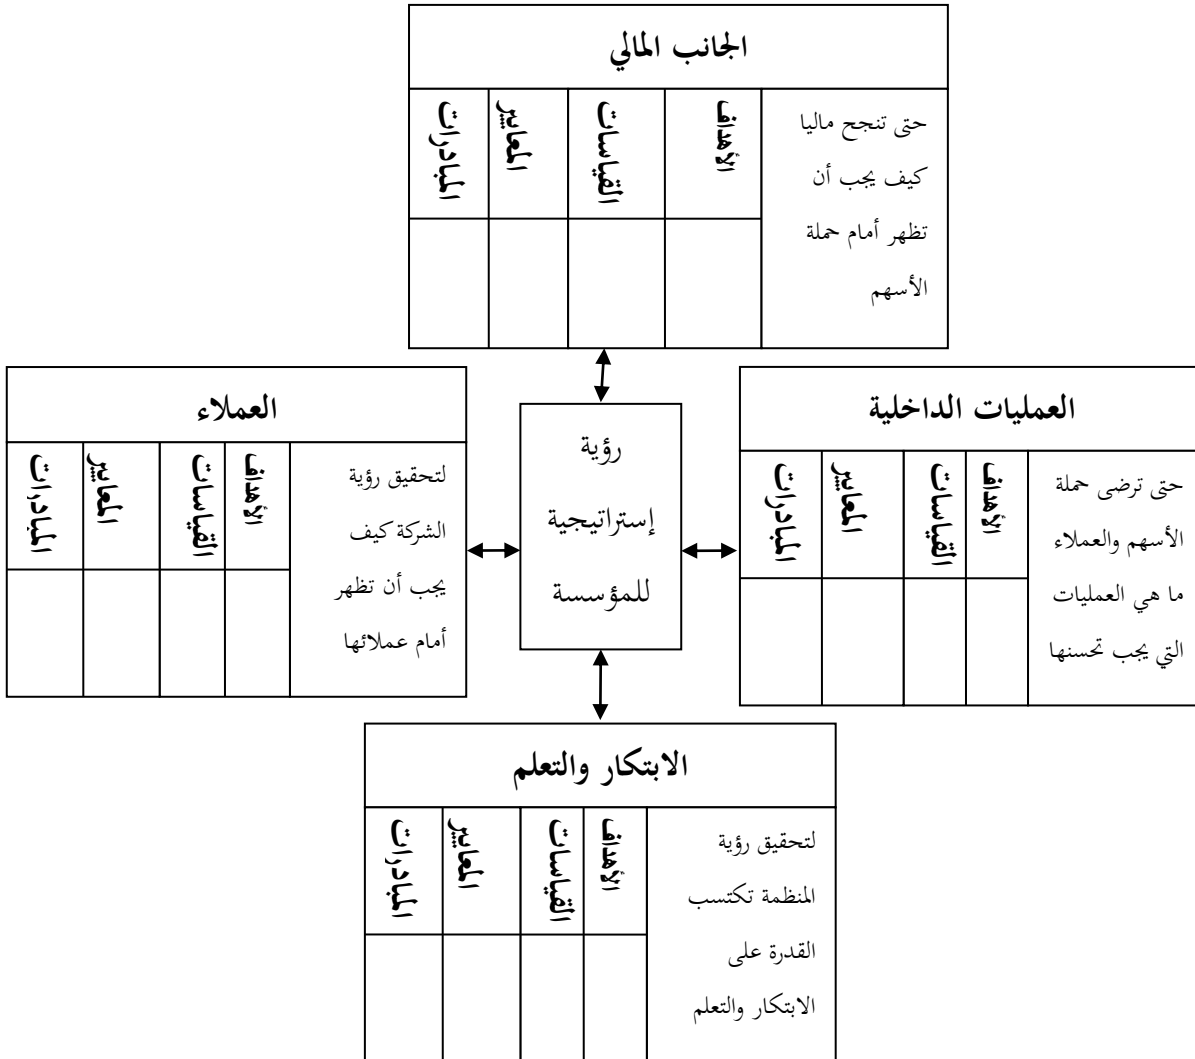 الجانب المالي
حتى تنجح ماليا
كيف يجب أن
تظهر أمام حملة
الأسهم
الأهداف
القياسات
المعايير
المبادرات
العمليات الداخلية
حتى ترضى حملة
الأسهم والعملاء
ما هي العمليات
التي يجب تحسنها
الأهداف
القياسات
المعايير
المبادرات
رؤية
إستراتيجية
للمؤسسة
العملاء
لتحقيق رؤية
الشركة كيف
يجب أن تظهر
أمام عملائها
الأهداف
القياسات
المعايير
المبادرات
الابتكار والتعلم
لتحقيق رؤية
المنظمة تكتسب
القدرة على
الابتكار والتعلم
الأهداف
القياسات
المعايير
المبادرات